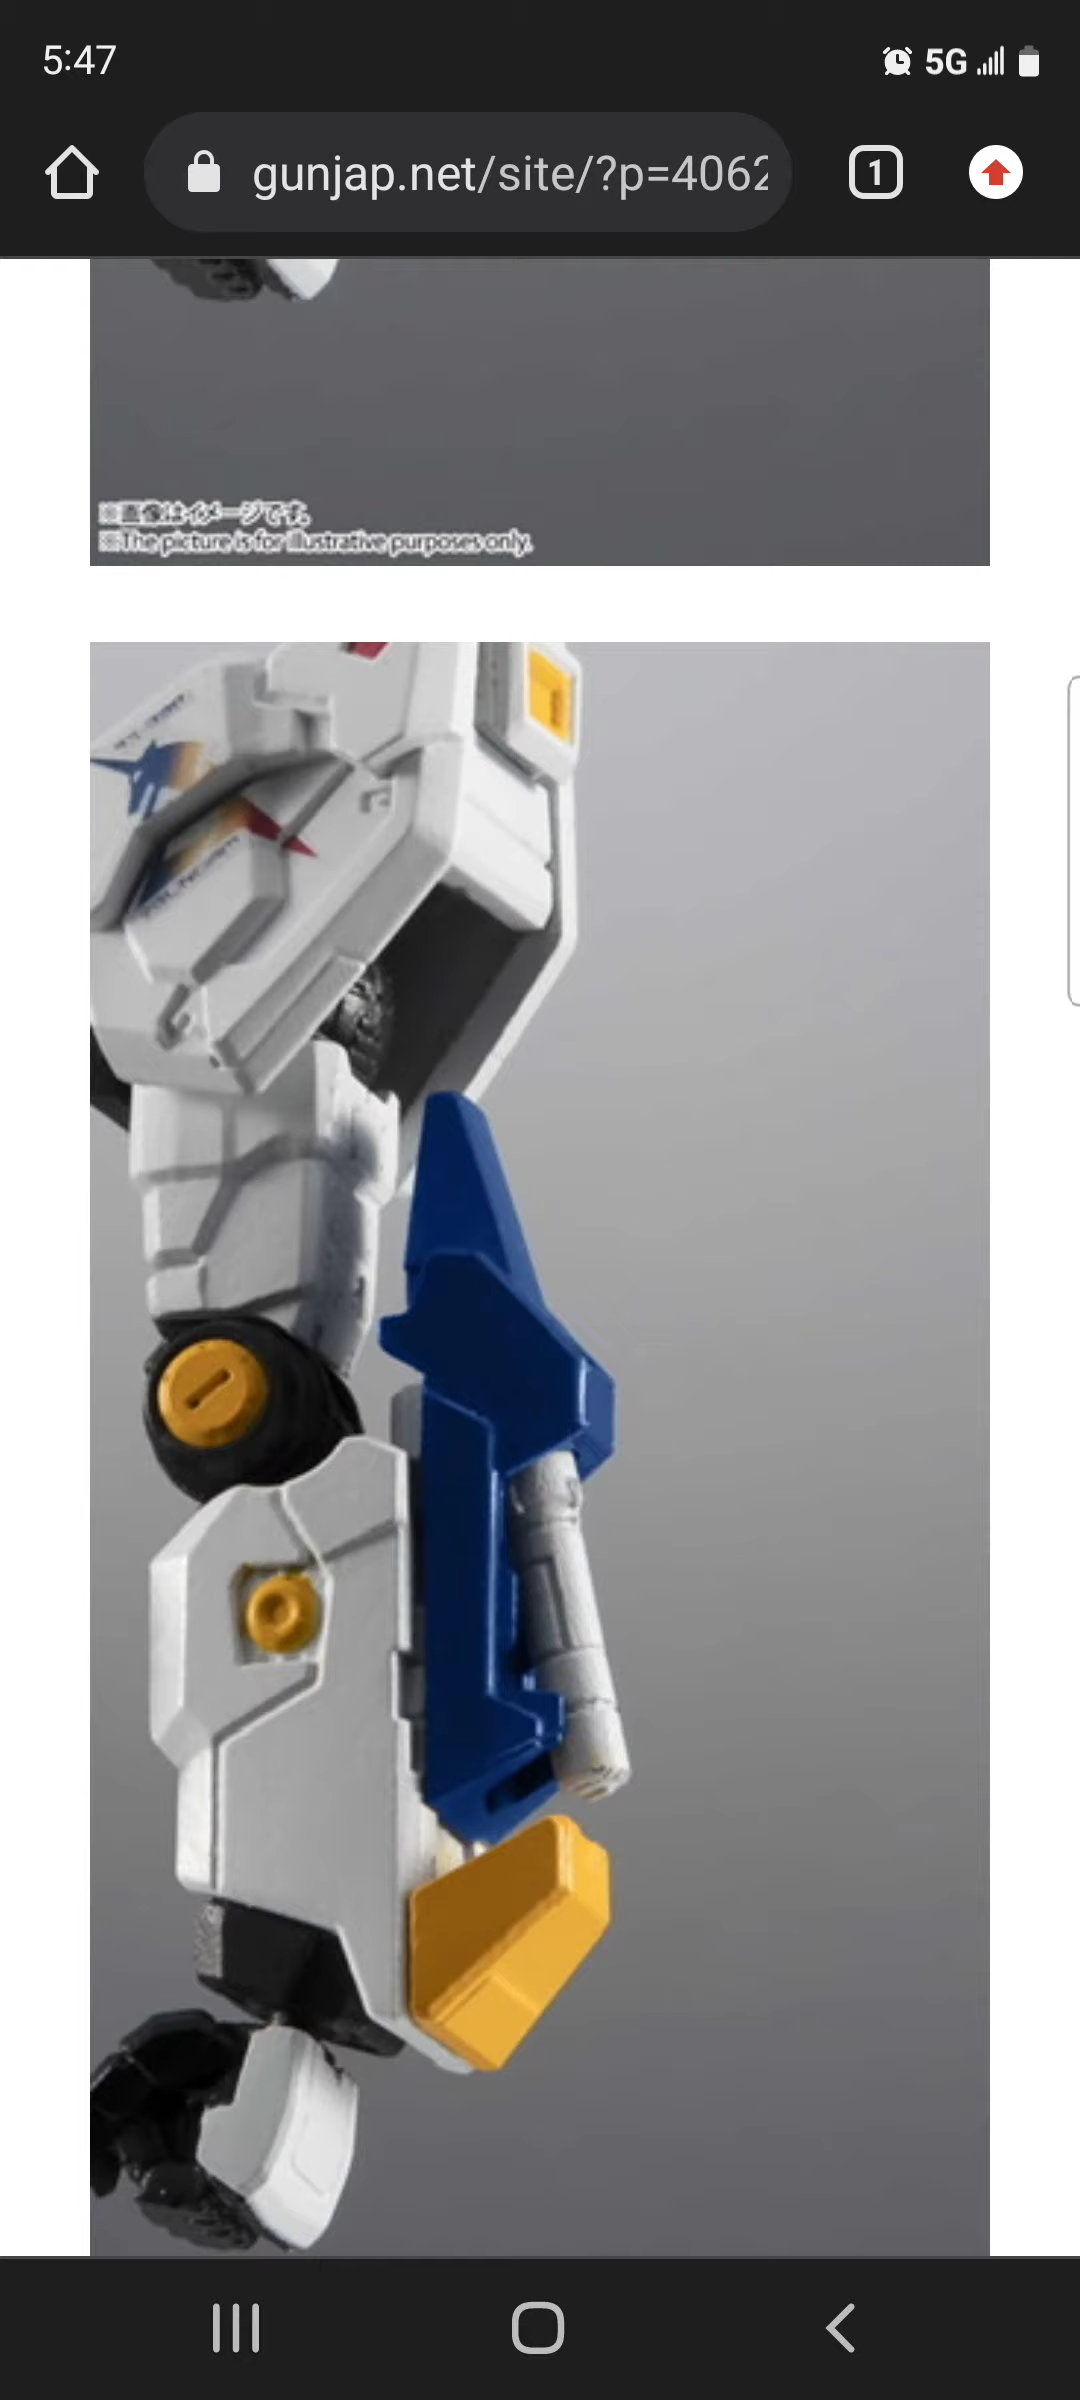 5:47
5G
gunjap.net/site/?p=4062
1
※画像はイメージです。
※The picture is for illustrative purposes only.